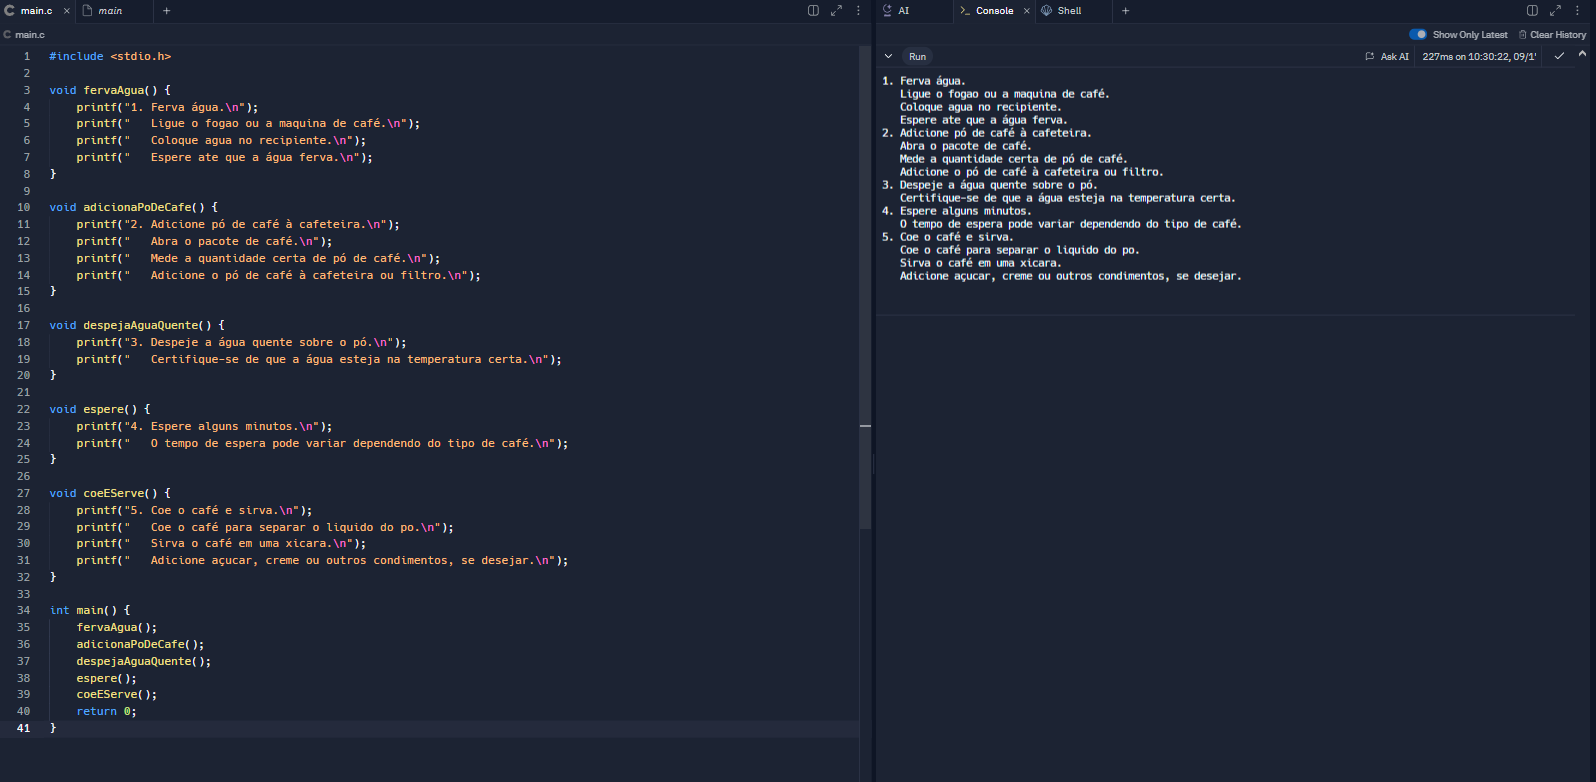 main.c
main
main.c
1 #include <stdio.h>
2
3 void fervaAgua() {
4     printf("1. Ferva água.\n");
5     printf("   Ligue o fogao ou a maquina de café.\n");
6     printf("   Coloque agua no recipiente.\n");
7     printf("   Espere ate que a água ferva.\n");
8 }
9
10 void adicionaPoDeCafe() {
11     printf("2. Adicione pó de café à cafeteira.\n");
12     printf("   Abra o pacote de café.\n");
13     printf("   Mede a quantidade certa de pó de café.\n");
14     printf("   Adicione o pó de café à cafeteira ou filtro.\n");
15 }
16
17 void despejaAguaQuente() {
18     printf("3. Despeje a água quente sobre o pó.\n");
19     printf("   Certifique-se de que a água esteja na temperatura certa.\n");
20 }
21
22 void espere() {
23     printf("4. Espere alguns minutos.\n");
24     printf("   O tempo de espera pode variar dependendo do tipo de café.\n");
25 }
26
27 void coeEServe() {
28     printf("5. Coe o café e sirva.\n");
29     printf("   Coe o café para separar o liquido do po.\n");
30     printf("   Sirva o café em uma xicara.\n");
31     printf("   Adicione açucar, creme ou outros condimentos, se desejar.\n");
32 }
33
34 int main() {
35     fervaAgua();
36     adicionaPoDeCafe();
37     despejaAguaQuente();
38     espere();
39     coeEServe();
40     return 0;
41 }
AI
Console
Shell
Show Only Latest
Clear History
Run
Ask AI
227ms on 10:30:22, 09/1
1. Ferva água.
   Ligue o fogao ou a maquina de café.
   Coloque agua no recipiente.
   Espere ate que a água ferva.
2. Adicione pó de café à cafeteira.
   Abra o pacote de café.
   Mede a quantidade certa de pó de café.
   Adicione o pó de café à cafeteira ou filtro.
3. Despeje a água quente sobre o pó.
   Certifique-se de que a água esteja na temperatura certa.
4. Espere alguns minutos.
   O tempo de espera pode variar dependendo do tipo de café.
5. Coe o café e sirva.
   Coe o café para separar o liquido do po.
   Sirva o café em uma xicara.
   Adicione açucar, creme ou outros condimentos, se desejar.